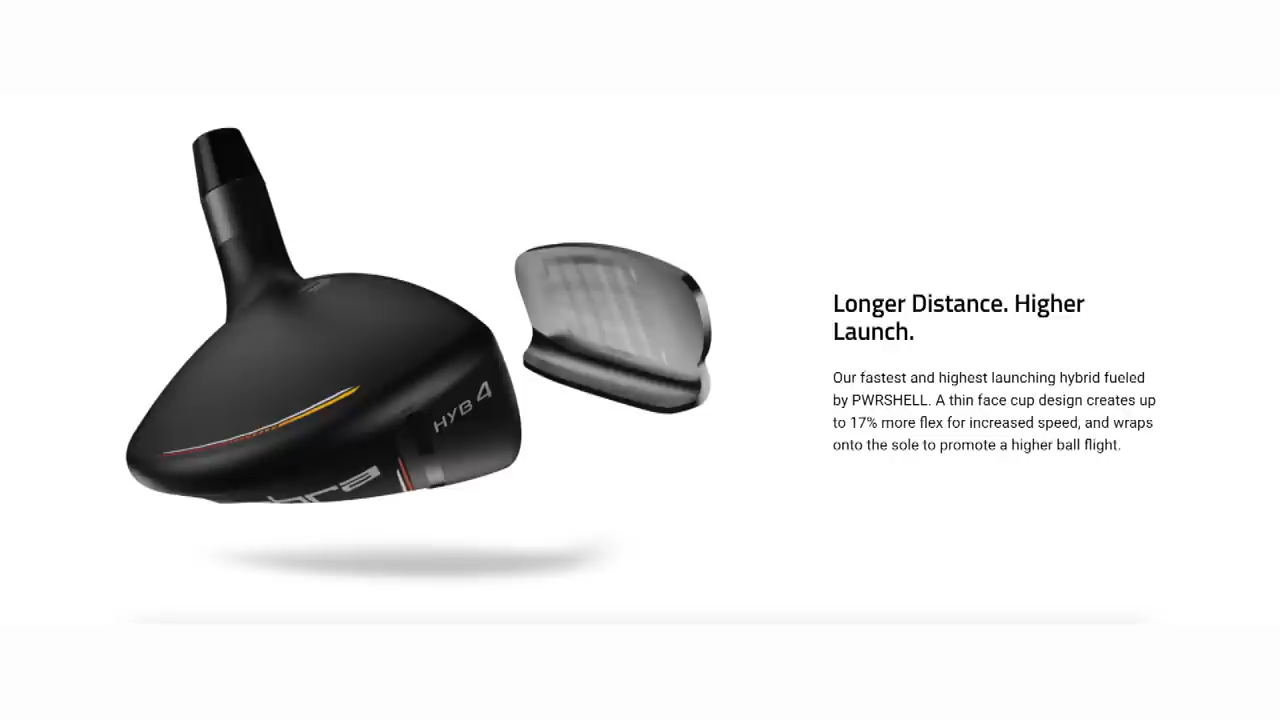 HYB 4
Longer Distance. Higher
Launch.
Our fastest and highest launching hybrid fueled
by PWRSHELL. A thin face cup design creates up
to 17% more flex for increased speed, and wraps
onto the sole to promote a higher ball flight.